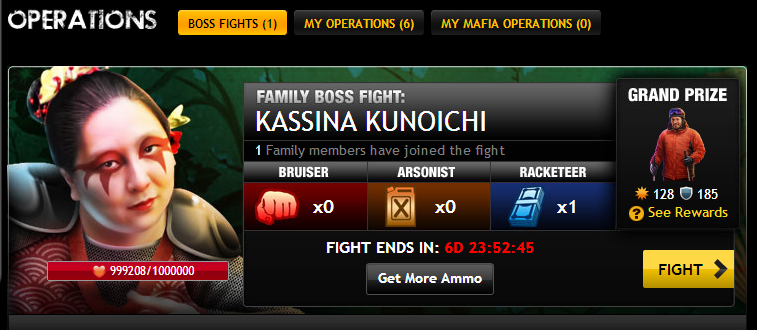 OPERATIONS
BOSS FIGHTS (1)
MY OPERATIONS (6)
MY MAFIA OPERATIONS (0)
FAMILY BOSS FIGHT:
KASSINA KUNOICHI
1 Family members have joined the fight
GRAND PRIZE
128 185
See Rewards
BRUISER ARSONIST RACKETEER
x0 x0 x1
FIGHT ENDS IN: 6D 23:52:45
999208/1000000
Get More Ammo
FIGHT